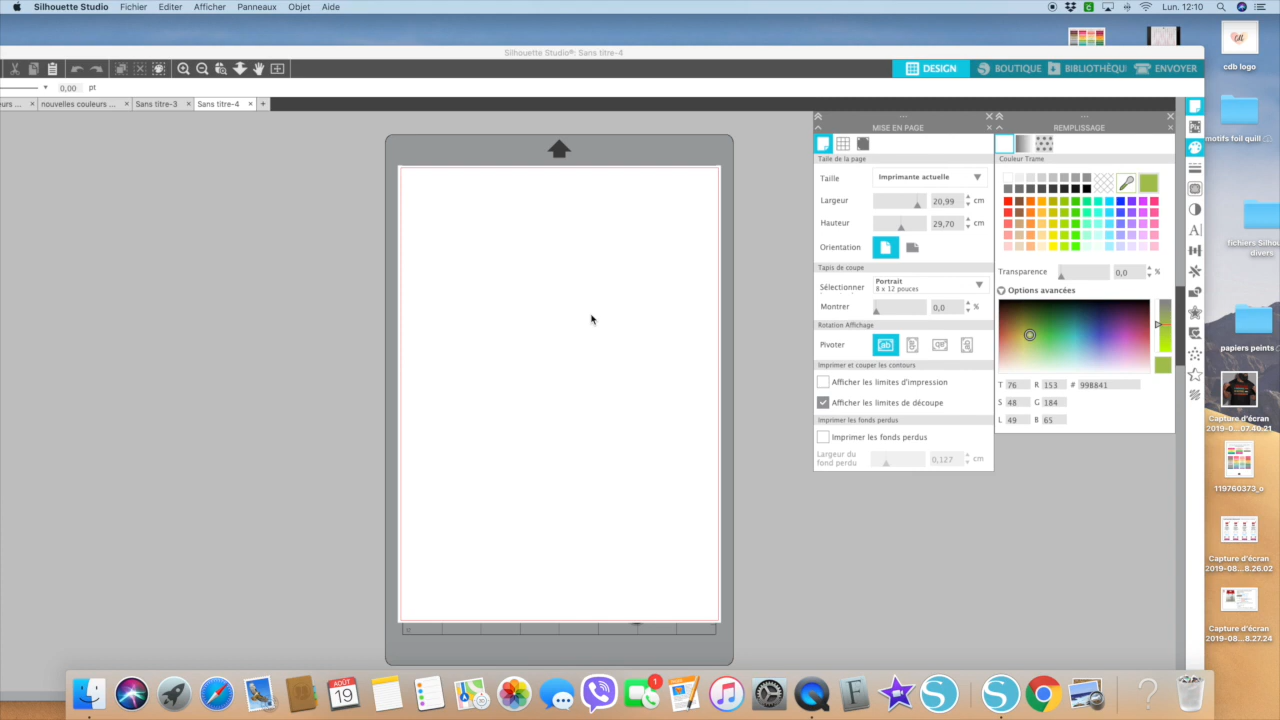 Silhouette Studio Fichier Editer Afficher Panneaux Objet Aide Lun. 12:10
Silhouette Studio®: Sans titre-4
DESIGN BOUTIQUE BIBLIOTHÈQU ENVOYER
0,00 pt
eurs ... nouvelles couleurs ... Sans titre-3 Sans titre-4 +
MISE EN PAGE
Taille de la page
Taille Imprimante actuelle
Largeur 20,99 cm
Hauteur 29,70 cm
Orientation
Tapis de coupe
Sélectionner Portrait
8 x 12 pouces
Montrer 0,0 %
Rotation Affichage
Pivoter ab
Imprimer et couper les contours
Afficher les limites d'impression
Afficher les limites de découpe
Imprimer les fonds perdus
Imprimer les fonds perdus
Largeur du
fond perdu 0,127 cm
REMPLISSAGE
Couleur Trame
Transparence 0,0 %
Options avancées
T 76 R 153 # 99B841
S 48 G 184
L 49 B 65
Pix
cdb logo
motifs foil quill
fichiers Silh
divers
papiers peints
Capture d'écran
2019-0...07.40.21
119760373_o
Capture d'écran
2019-08...8.26.02
Capture d'écran
2019-08...8.27.24
AOÛT
19
1